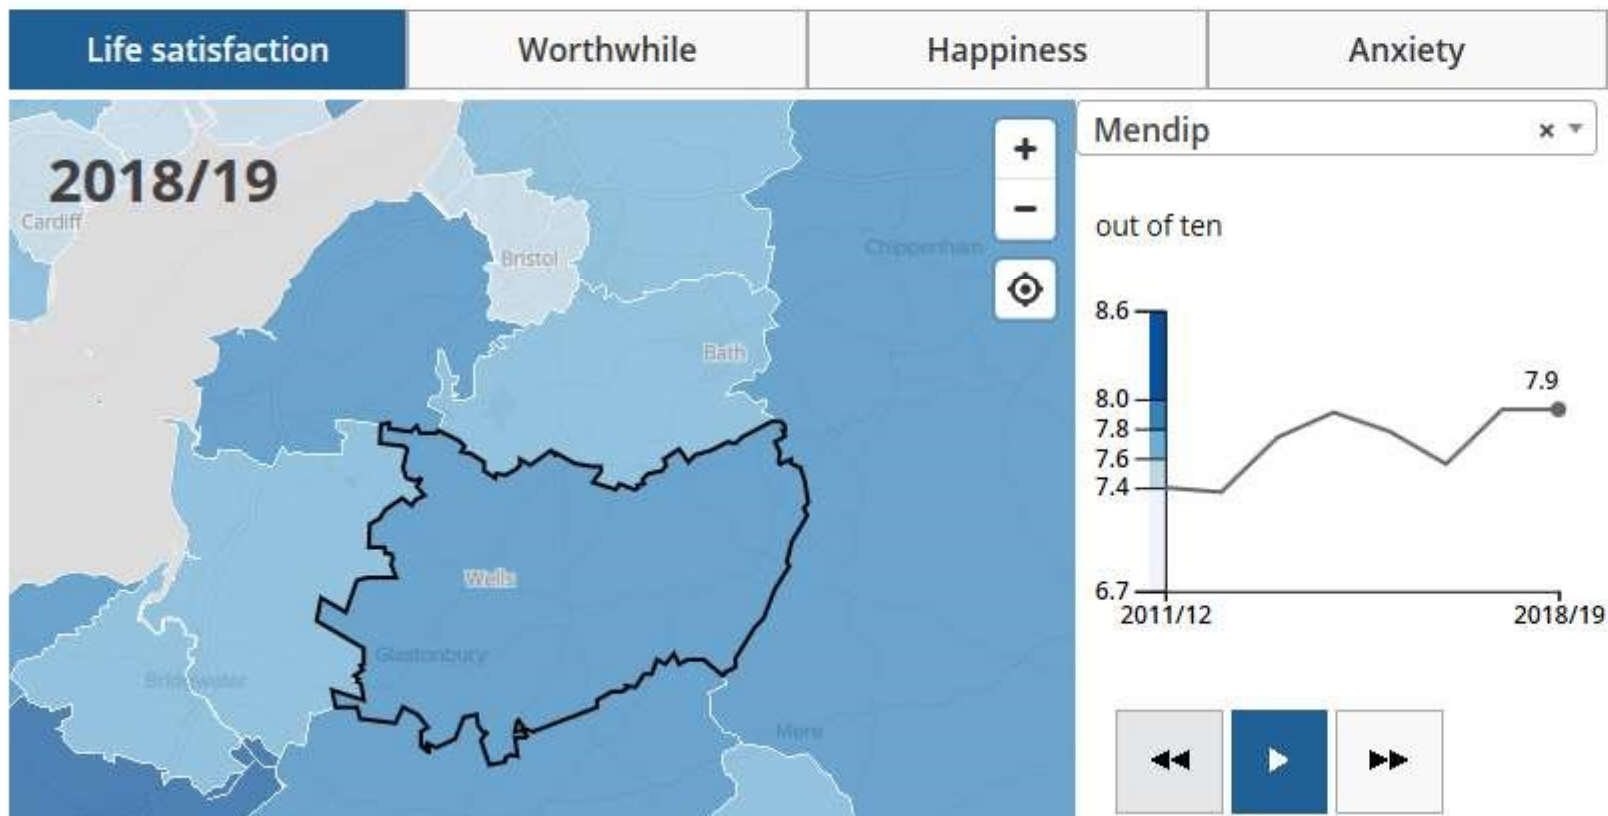 Life satisfaction
Worthwhile
Happiness
Anxiety
2018/19
Cardiff
Bristol
Chippenham
Bath
Wells
Glastonbury
Bridgwater
Mere
+
−
Mendip
×
out of ten
8.6
8.0
7.8
7.6
7.4
6.7
7.9
2011/12
2018/19